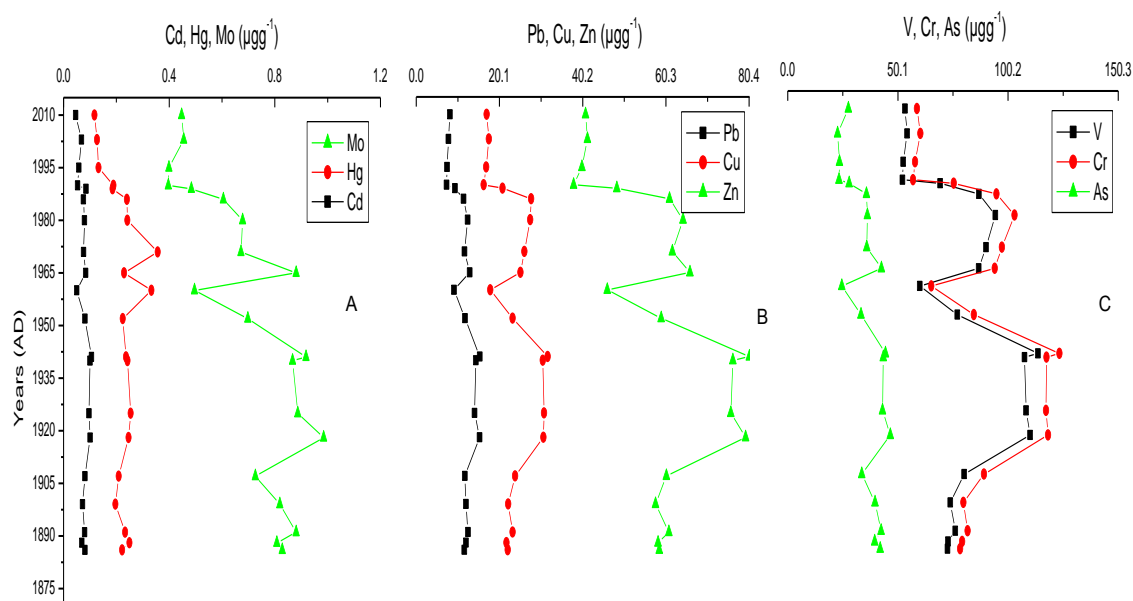 Cd, Hg, Mo (µgg⁻¹)
Pb, Cu, Zn (µgg⁻¹)
V, Cr, As (µgg⁻¹)
0.0 0.4 0.8 1.2
0.0 20.1 40.2 60.3 80.4
0.0 50.1 100.2 150.3
Years (AD)
2010
1995
1980
1965
1950
1935
1920
1905
1890
1875
Mo
Hg
Cd
A
Pb
Cu
Zn
B
V
Cr
As
C